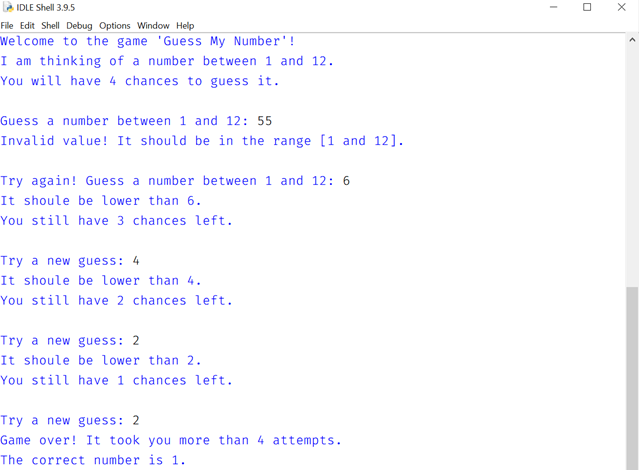 IDLE Shell 3.9.5
File Edit Shell Debug Options Window Help
Welcome to the game 'Guess My Number'!
I am thinking of a number between 1 and 12.
You will have 4 chances to guess it.
Guess a number between 1 and 12: 55
Invalid value! It should be in the range [1 and 12].
Try again! Guess a number between 1 and 12: 6
It shoule be lower than 6.
You still have 3 chances left.
Try a new guess: 4
It shoule be lower than 4.
You still have 2 chances left.
Try a new guess: 2
It shoule be lower than 2.
You still have 1 chances left.
Try a new guess: 2
Game over! It took you more than 4 attempts.
The correct number is 1.